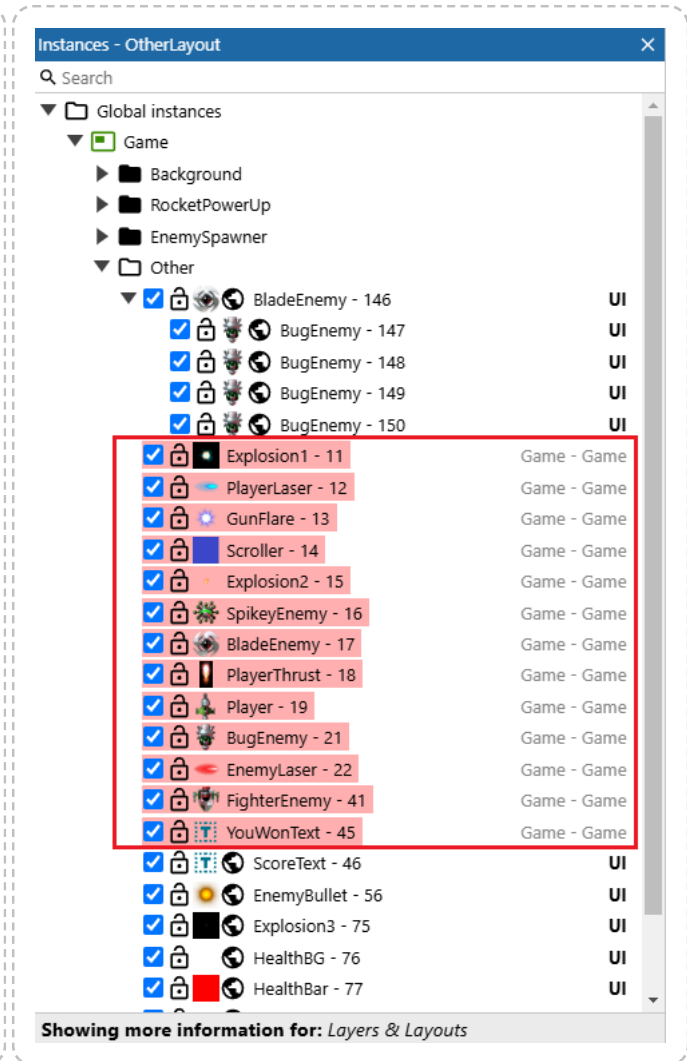 Instances - OtherLayout
Search
Global instances
Game
Background
RocketPowerUp
EnemySpawner
Other
BladeEnemy - 146 UI
BugEnemy - 147 UI
BugEnemy - 148 UI
BugEnemy - 149 UI
BugEnemy - 150 UI
Explosion1 - 11 Game - Game
PlayerLaser - 12 Game - Game
GunFlare - 13 Game - Game
Scroller - 14 Game - Game
Explosion2 - 15 Game - Game
SpikeyEnemy - 16 Game - Game
BladeEnemy - 17 Game - Game
PlayerThrust - 18 Game - Game
Player - 19 Game - Game
BugEnemy - 21 Game - Game
EnemyLaser - 22 Game - Game
FighterEnemy - 41 Game - Game
YouWonText - 45 Game - Game
ScoreText - 46 UI
EnemyBullet - 56 UI
Explosion3 - 75 UI
HealthBG - 76 UI
HealthBar - 77 UI
Showing more information for: Layers & Layouts